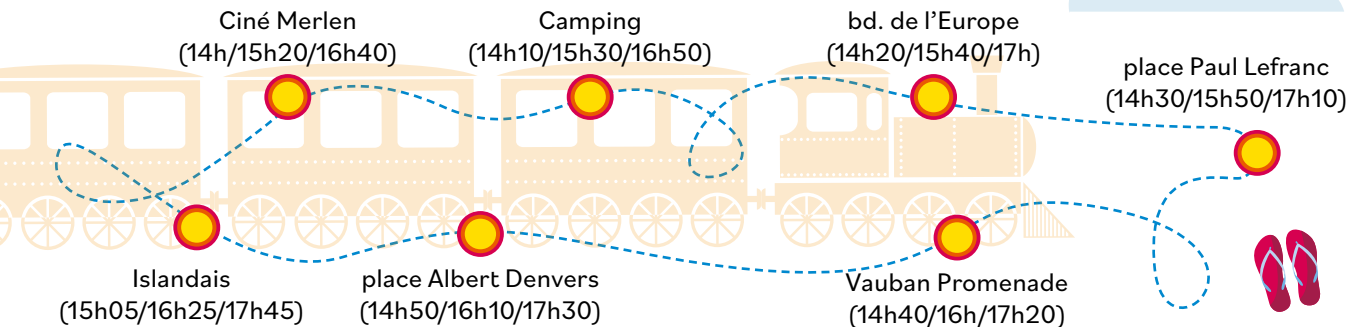 Ciné Merlen
(14h/15h20/16h40)
Camping
(14h10/15h30/16h50)
bd. de l’Europe
(14h20/15h40/17h)
place Paul Lefranc
(14h30/15h50/17h10)
Islandais
(15h05/16h25/17h45)
place Albert Denvers
(14h50/16h10/17h30)
Vauban Promenade
(14h40/16h/17h20)